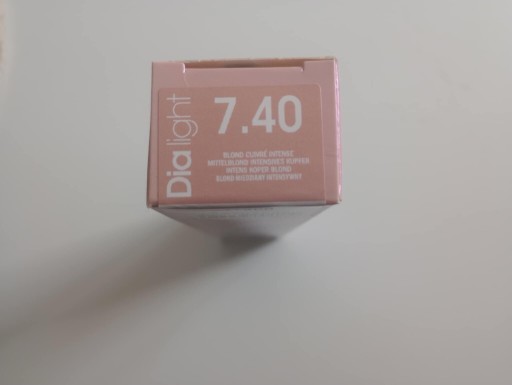 Dia light
7.40
BLOND CUIVRÉ INTENSE
MITTELBLOND INTENSIVES KUPFER
INTENS KOPER BLOND
BLOND MIEDZIANY INTENSYWNY